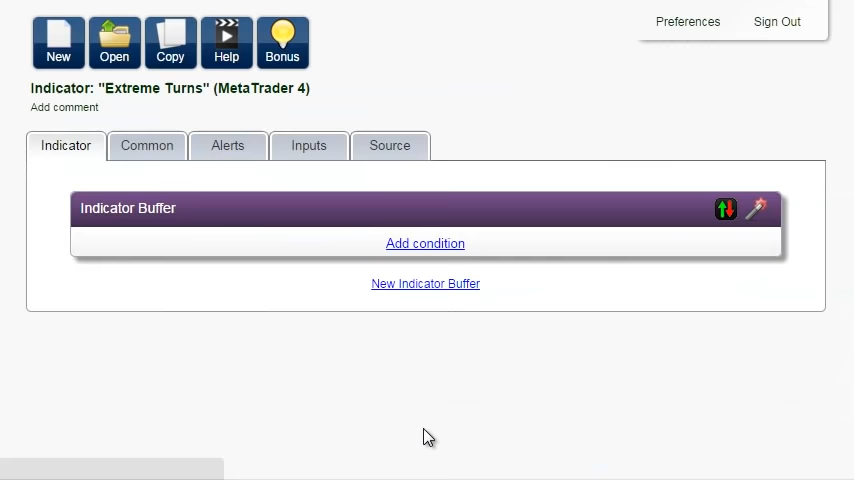 Preferences Sign Out
New Open Copy Help Bonus
Indicator: "Extreme Turns" (MetaTrader 4)
Add comment
Indicator Common Alerts Inputs Source
Indicator Buffer
Add condition
New Indicator Buffer